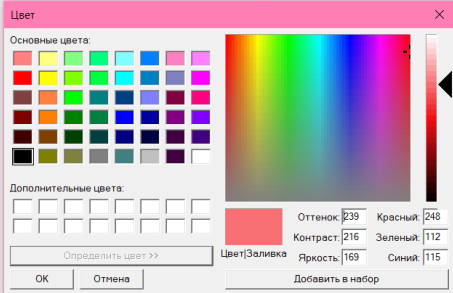 Цвет
Основные цвета:
Дополнительные цвета:
Определить цвет >>
OK
Отмена
Цвет|Заливка
Оттенок: 239
Красный: 248
Контраст: 216
Зеленый: 112
Яркость: 169
Синий: 115
Добавить в набор